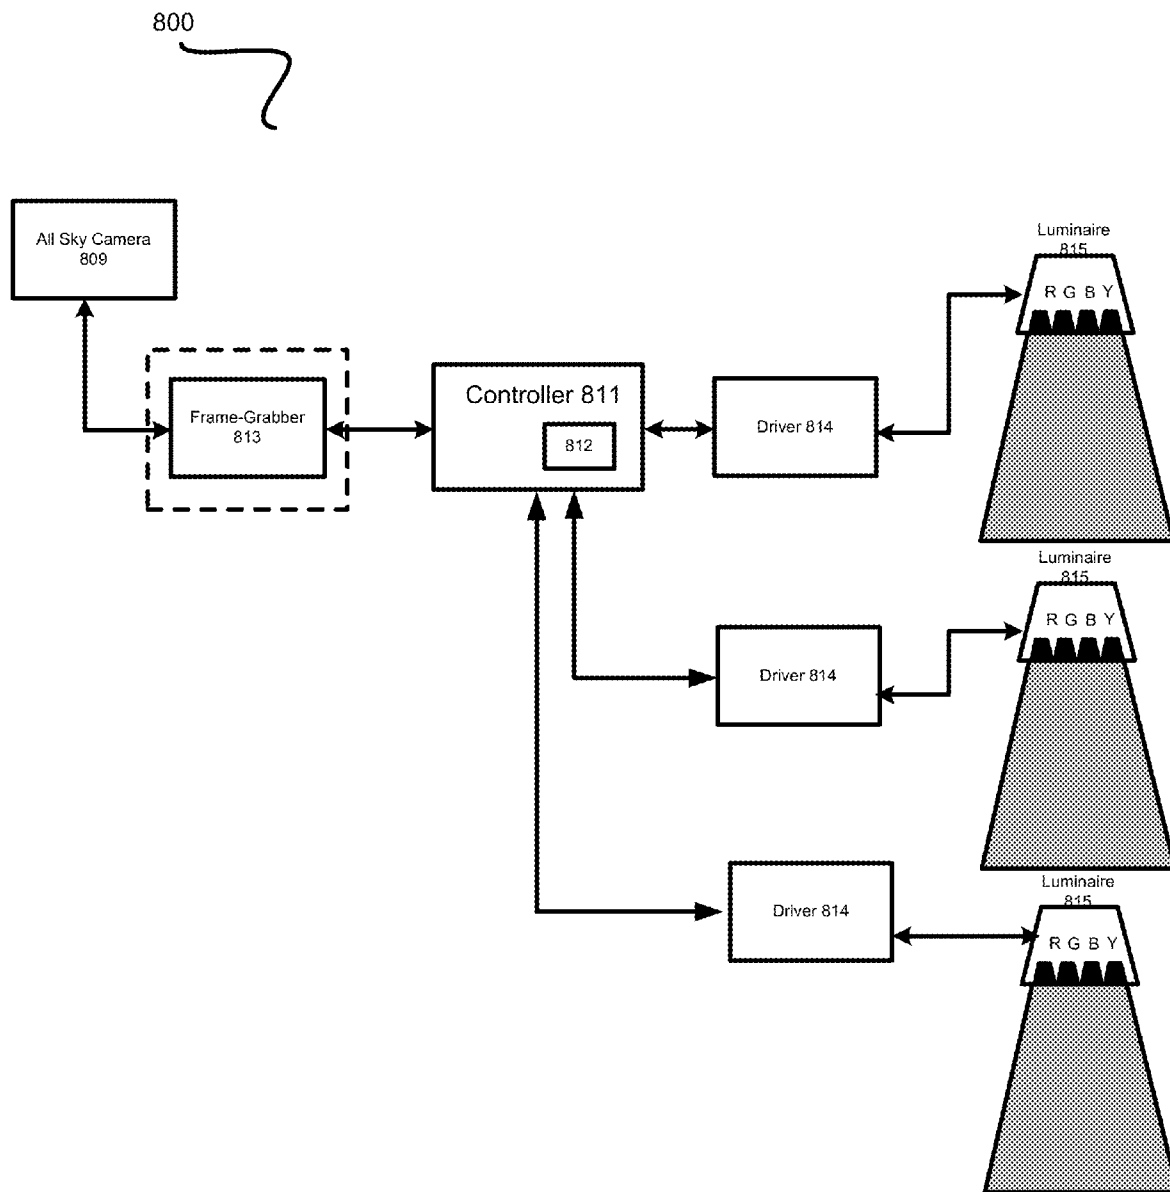 800
All Sky Camera
809
Frame-Grabber
813
Controller 811
812
Driver 814
Luminaire
815
R G B Y
Driver 814
Luminaire
815
R G B Y
Driver 814
Luminaire
815
R G B Y